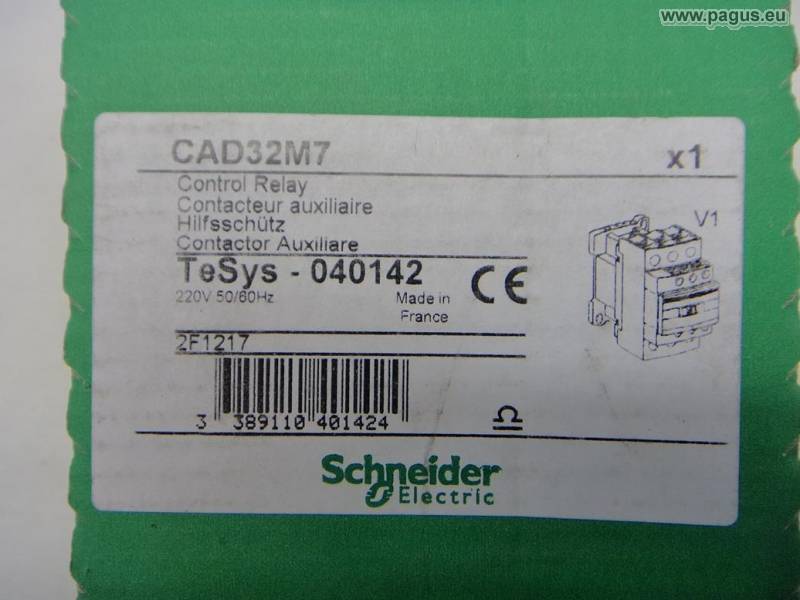 www.pagus.eu
CAD32M7 x1
Control Relay
Contacteur auxiliaire
Hilfsschütz
Contactor Auxiliare
V1
TeSys - 040142
220V 50/60Hz Made in
France
CE
2F1217
3 389110 401424
Schneider
Electric